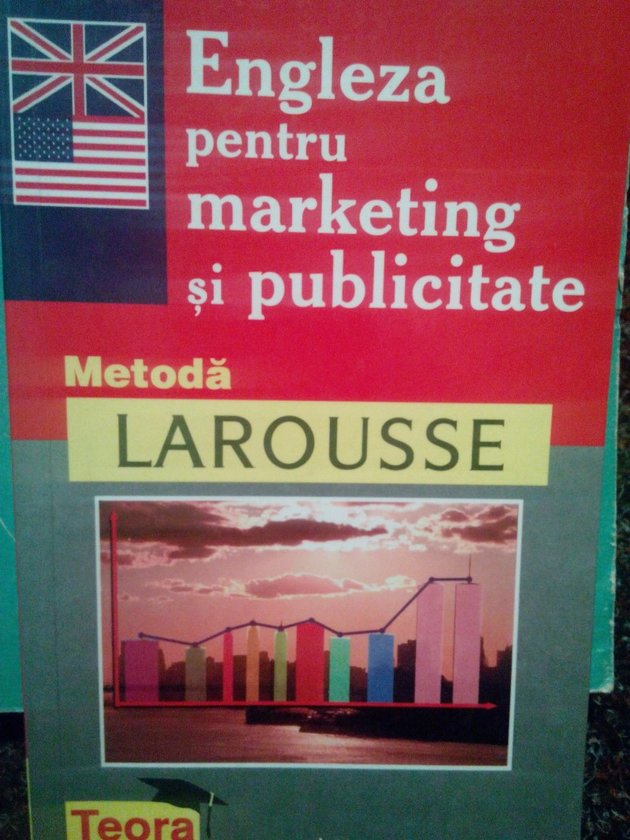 Engleza
pentru
marketing
și publicitate
Metodă
LAROUSSE
Teora